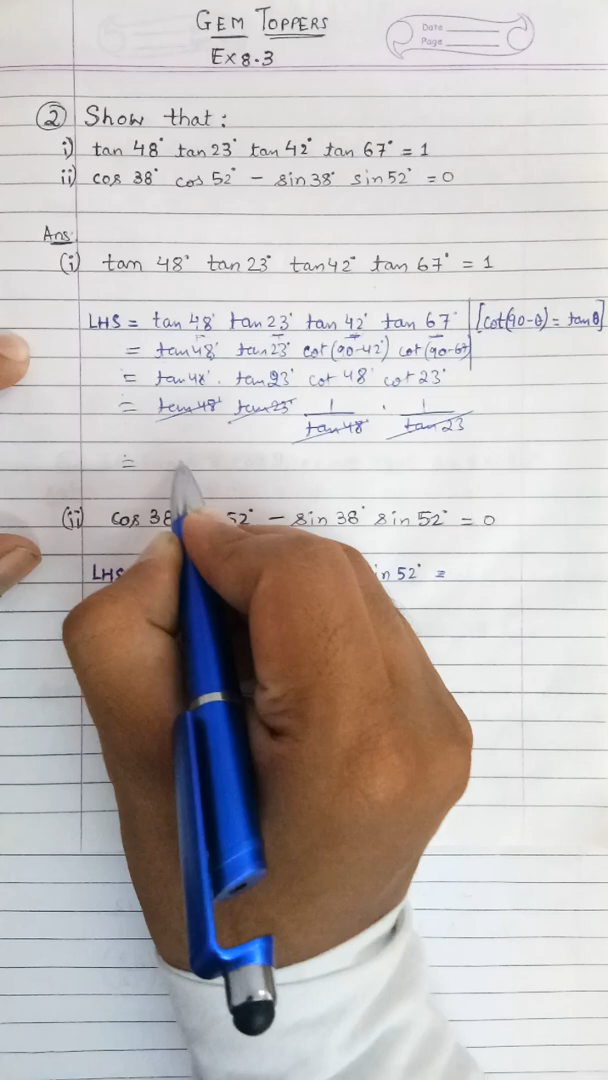 GEM TOPPERS
Ex 8.3
Date
Page
② Show that :
i) tan 48° tan 23° tan 42° tan 67° = 1
ii) cos 38° cos 52° - sin 38° sin 52° = 0
Ans:
(i) tan 48° tan 23° tan 42° tan 67° = 1
LHS = tan 48° tan 23° tan 42° tan 67° [cot(90-θ) = tan θ]
= tan 48° tan 23° cot (90-42°) cot (90-67)
= tan 48° . tan 23° cot 48° cot 23°
= tan 48° tan 23° 1/tan 48° . 1/tan 23
=
(ii) cos 38 52° - sin 38° sin 52° = 0
LHS in 52° =